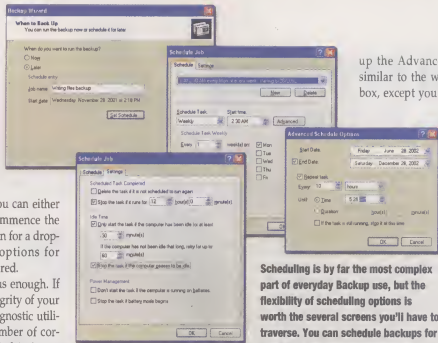 Backup Wizard
When to Back Up
You can run the backup now or schedule it for later.
When do you want to run the backup?
Now
Later
Schedule entry
Job name: Writing files backup
Start date: Wednesday, November 28, 2001 at 2:18 PM
Set Schedule
Schedule Job
Schedule Settings
New Delete
Schedule Task: Start time:
Weekly 2:30 AM Advanced
Schedule Task Weekly
Every 1 week(s) on: Mon
Tue
Wed
Thu
Fri
up the Advanc
similar to the w
box, except you
Advanced Schedule Options
Start Date: Friday , June 28, 2002
End Date: Saturday , December 28, 2002
Repeat task
Every: 12 hours
Until: Time:
Duration: hour(s) minute(s)
If the task is still running, stop it at this time.
OK Cancel
Schedule Job
Schedule Settings
Scheduled Task Completed
Delete the task if it is not scheduled to run again.
Stop the task if it runs for: 12 hour(s) 0 minute(s).
Idle Time
Only start the task if the computer has been idle for at least:
30 minute(s)
If the computer has not been idle that long, retry for up to:
60 minute(s)
Stop the task if the computer ceases to be idle.
Power Management
Don't start the task if the computer is running on batteries.
Stop the task if battery mode begins.
OK Cancel
ou can either
mmence the
n for a drop-
options for
red.
us enough. If
grity of your
gnostic utili-
mber of cor-
Scheduling is by far the most complex
part of everyday Backup use, but the
flexibility of scheduling options is
worth the several screens you'll have to
traverse. You can schedule backups for